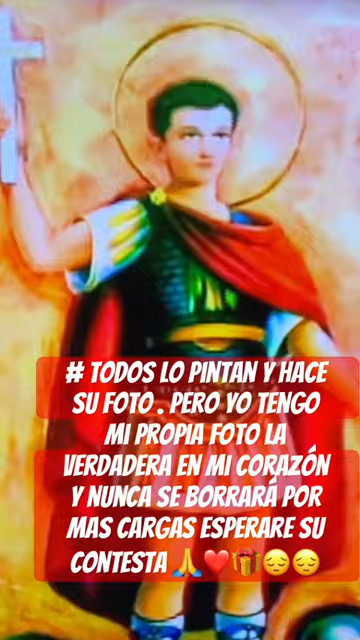 # TODOS LO PINTAN Y HACE
SU FOTO . PERO YO TENGO
MI PROPIA FOTO LA
VERDADERA EN MI CORAZÓN
Y NUNCA SE BORRARÁ POR
MAS CARGAS ESPERARE SU
CONTESTA 🙏❤️🎁😔😔